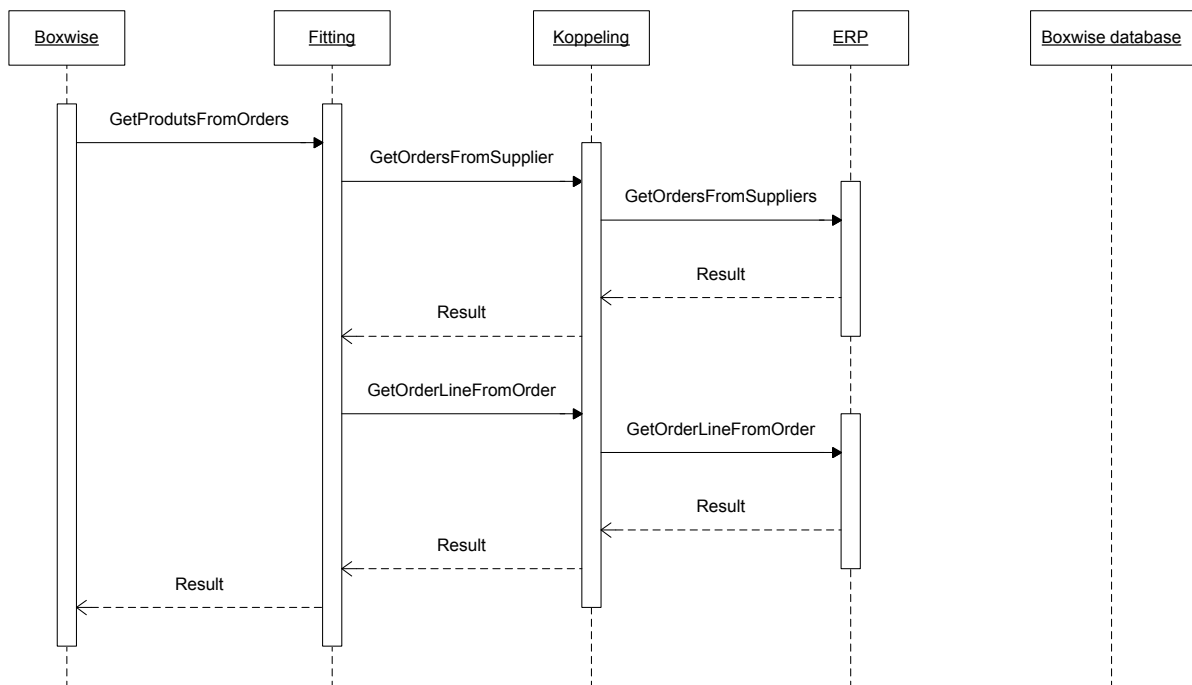 Boxwise
Fitting
Koppeling
ERP
Boxwise database
GetProdutsFromOrders
GetOrdersFromSupplier
GetOrdersFromSuppliers
Result
Result
GetOrderLineFromOrder
GetOrderLineFromOrder
Result
Result
Result